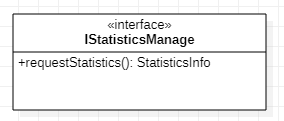 «interface»
IStatisticsManage
+requestStatistics(): StatisticsInfo